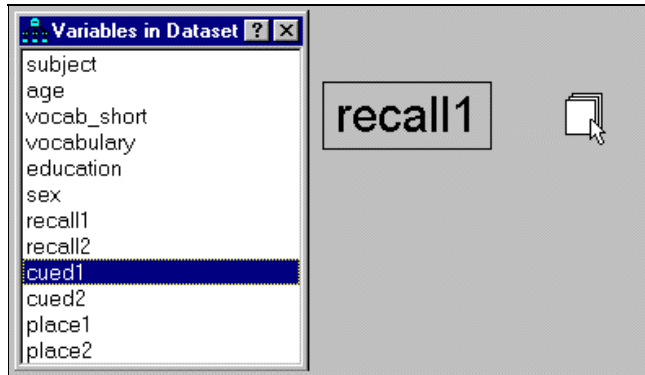 Variables in Dataset ? ×
subject
age
vocab_short
vocabulary
education
sex
recall1
recall2
cued1
cued2
place1
place2
recall1